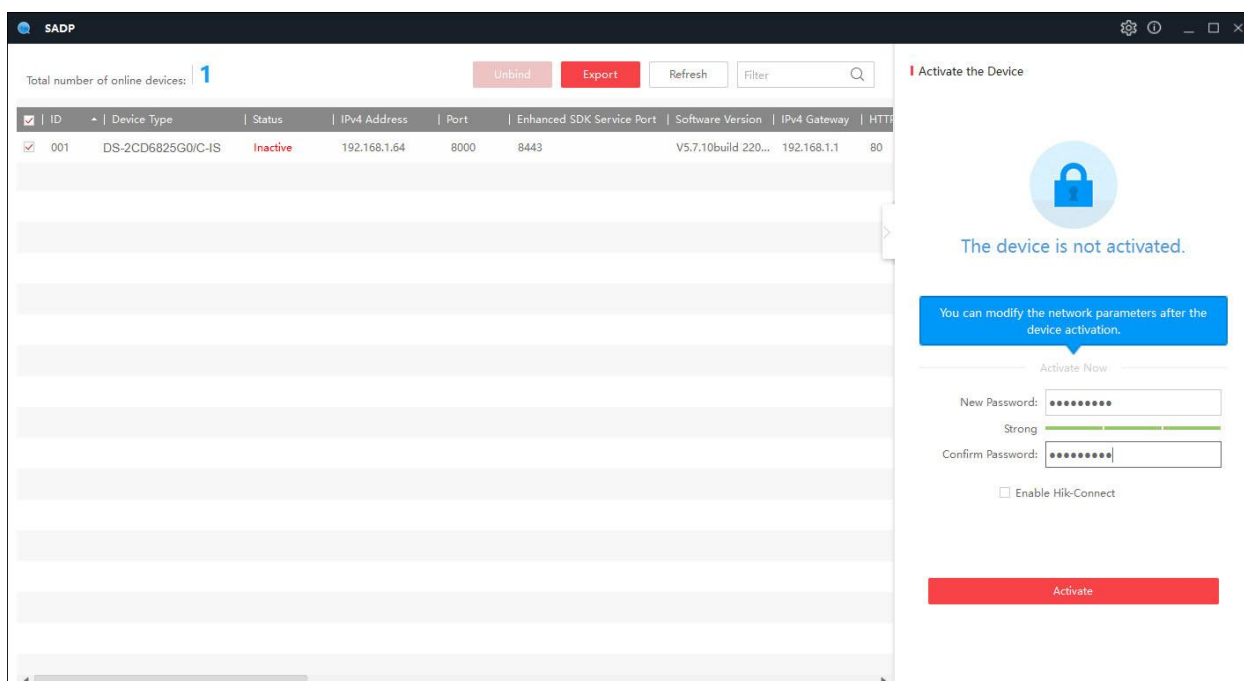 SADP
Total number of online devices: 1
Unbind
Export
Refresh
Filter
ID | Device Type | Status | IPv4 Address | Port | Enhanced SDK Service Port | Software Version | IPv4 Gateway | HTTP
001 DS-2CD6825G0/C-IS Inactive 192.168.1.64 8000 8443 V5.7.10build 220... 192.168.1.1 80
Activate the Device
The device is not activated.
You can modify the network parameters after the
device activation.
Activate Now
New Password: ●●●●●●●●●
Strong
Confirm Password: ●●●●●●●●●
Enable Hik-Connect
Activate